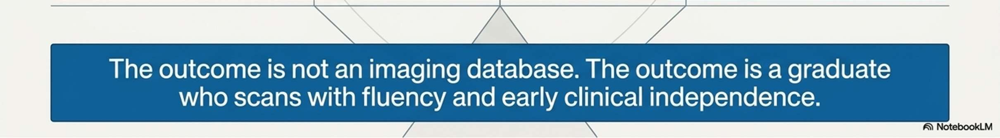 The outcome is not an imaging database. The outcome is a graduate
who scans with fluency and early clinical independence.
NotebookLM